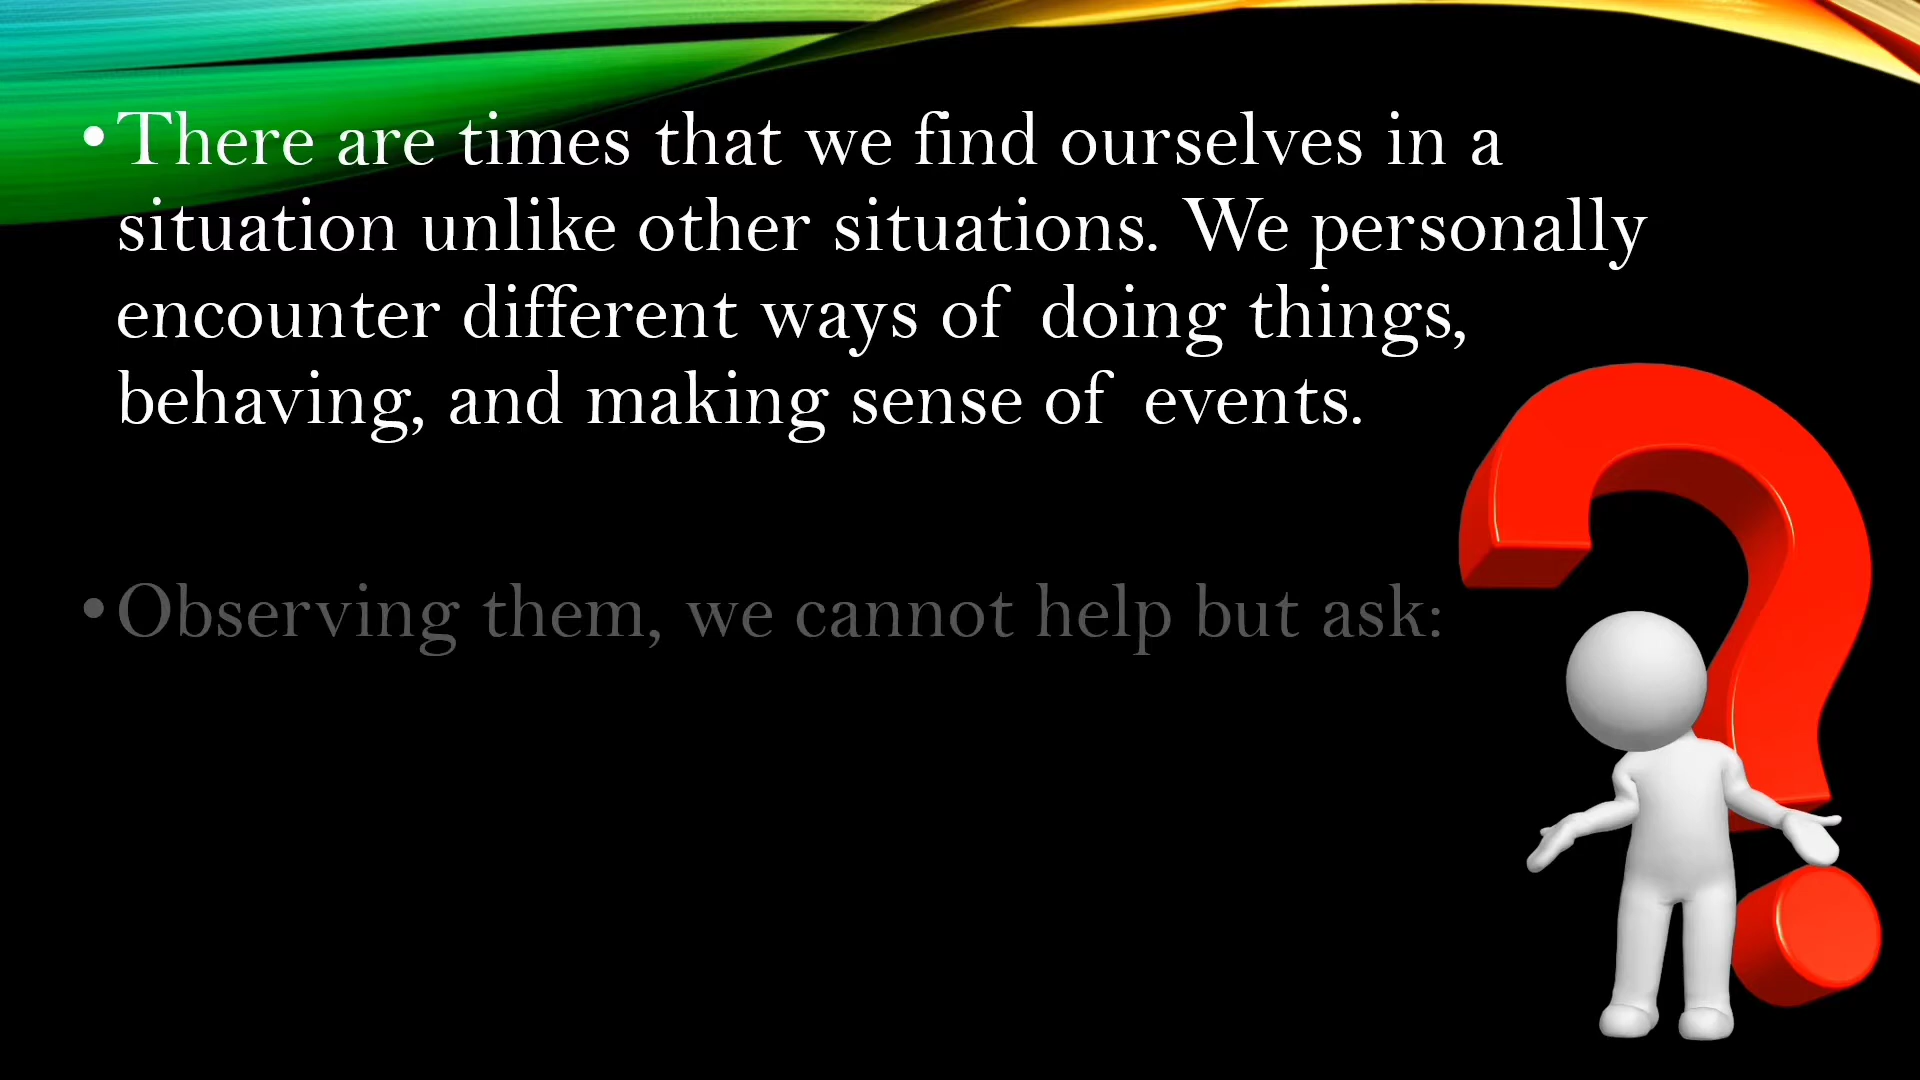 • There are times that we find ourselves in a
situation unlike other situations. We personally
encounter different ways of doing things,
behaving, and making sense of events.
• Observing them, we cannot help but ask: